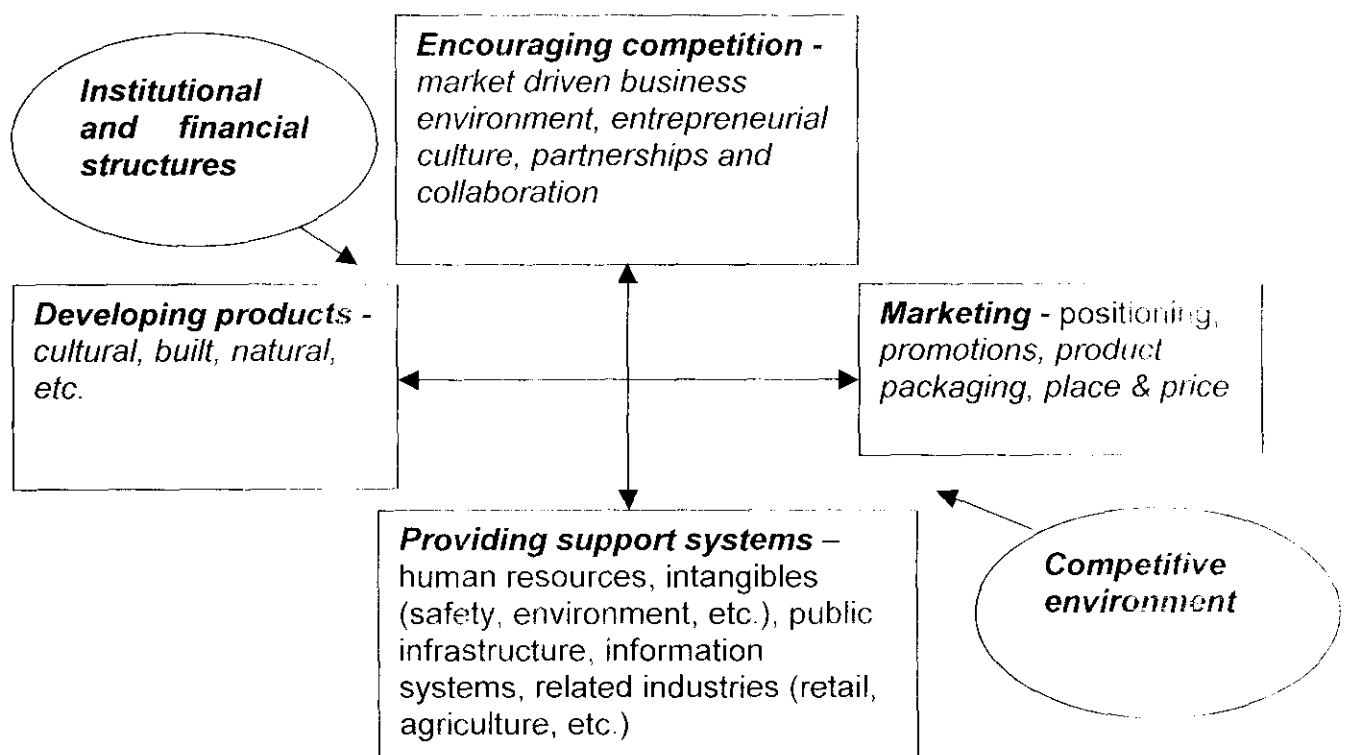 Institutional
and financial
structures
Encouraging competition -
market driven business
environment, entrepreneurial
culture, partnerships and
collaboration
Developing products -
cultural, built, natural,
etc.
Marketing - positioning,
promotions, product
packaging, place & price
Providing support systems –
human resources, intangibles
(safety, environment, etc.), public
infrastructure, information
systems, related industries (retail,
agriculture, etc.)
Competitive
environment